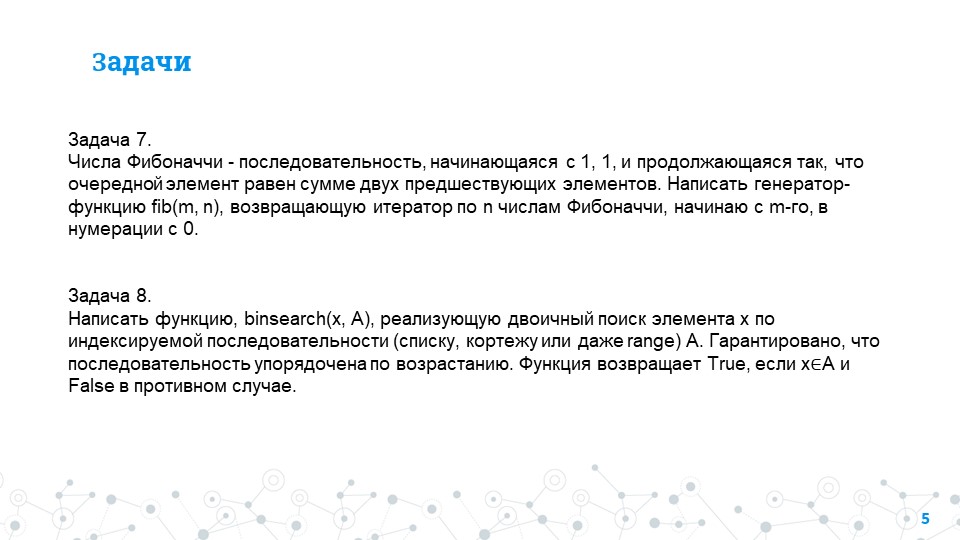 Задачи
Задача 7.
Числа Фибоначчи - последовательность, начинающаяся с 1, 1, и продолжающаяся так, что
очередной элемент равен сумме двух предшествующих элементов. Написать генератор-
функцию fib(m, n), возвращающую итератор по n числам Фибоначчи, начинаю с m-го, в
нумерации с 0.
Задача 8.
Написать функцию, binsearch(x, A), реализующую двоичный поиск элемента x по
индексируемой последовательности (списку, кортежу или даже range) A. Гарантировано, что
последовательность упорядочена по возрастанию. Функция возвращает True, если x∈A и
False в противном случае.
5